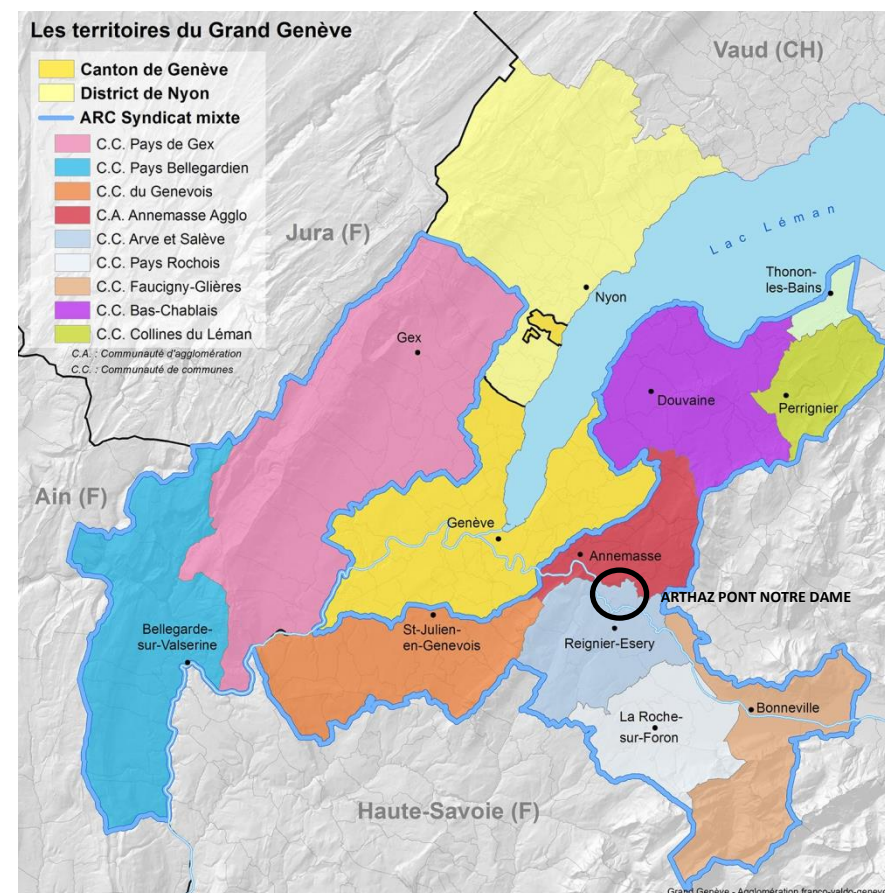 Les territoires du Grand Genève
Canton de Genève
District de Nyon
ARC Syndicat mixte
C.C. Pays de Gex
C.C. Pays Bellegardien
C.C. du Genevois
C.A. Annemasse Agglo
C.C. Arve et Salève
C.C. Pays Rochois
C.C. Faucigny-Glières
C.C. Bas-Chablais
C.C. Collines du Léman
C.A. : Communauté d'agglomération
C.C. : Communauté de communes
Vaud (CH)
Jura (F)
Lac Léman
Thonon-
les-Bains
Nyon
Gex
Douvaine
Perrignier
Ain (F)
Genève
Annemasse
ARTHAZ PONT NOTRE DAME
Bellegarde-
sur-Valserine
St-Julien-
en-Genevois
Reignier-Esery
La Roche-
sur-Foron
Bonneville
Haute-Savoie (F)
Grand Genève - Agglomération